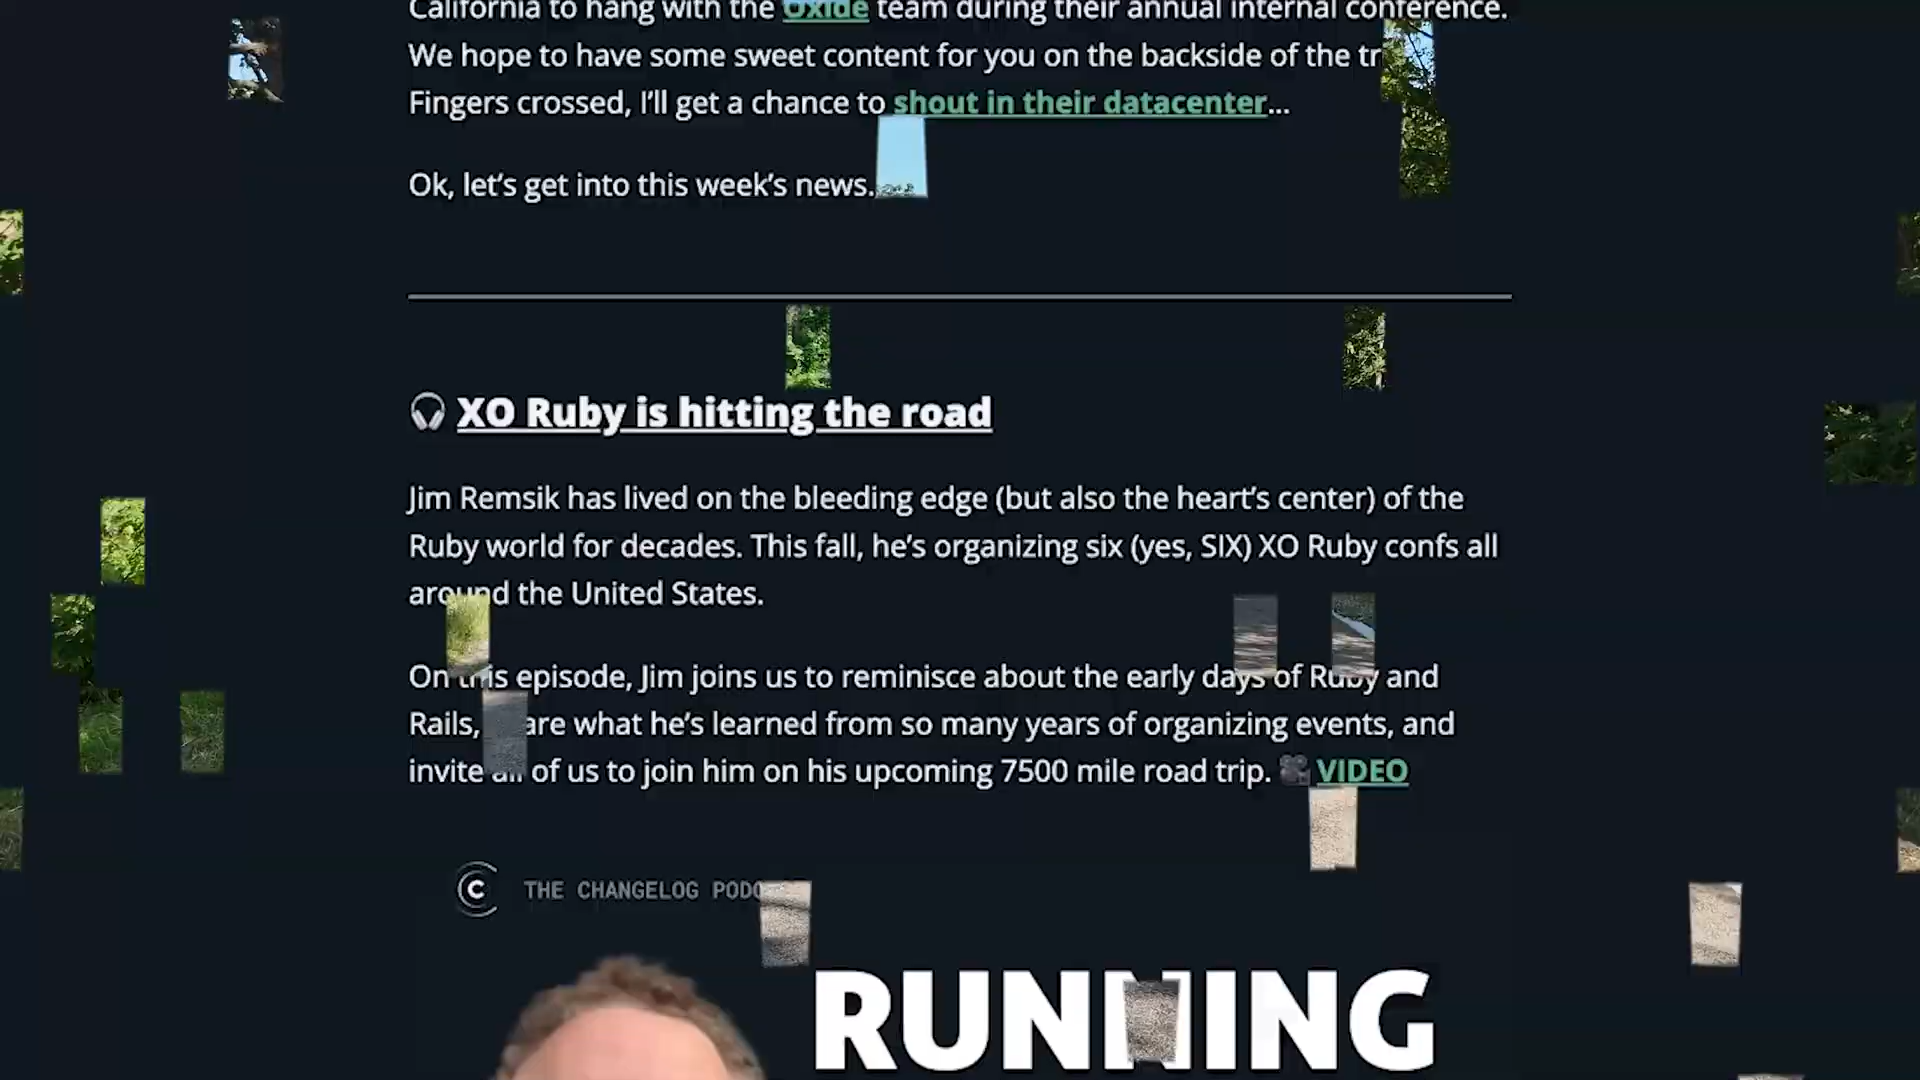 California to hang with the Oxide team during their annual internal conference.
We hope to have some sweet content for you on the backside of the tr
Fingers crossed, I'll get a chance to shout in their datacenter...
Ok, let's get into this week's news.
XO Ruby is hitting the road
Jim Remsik has lived on the bleeding edge (but also the heart's center) of the
Ruby world for decades. This fall, he's organizing six (yes, SIX) XO Ruby confs all
around the United States.
On this episode, Jim joins us to reminisce about the early days of Ruby and
Rails, are what he's learned from so many years of organizing events, and
invite all of us to join him on his upcoming 7500 mile road trip. VIDEO
THE CHANGELOG PODC
RUNNING